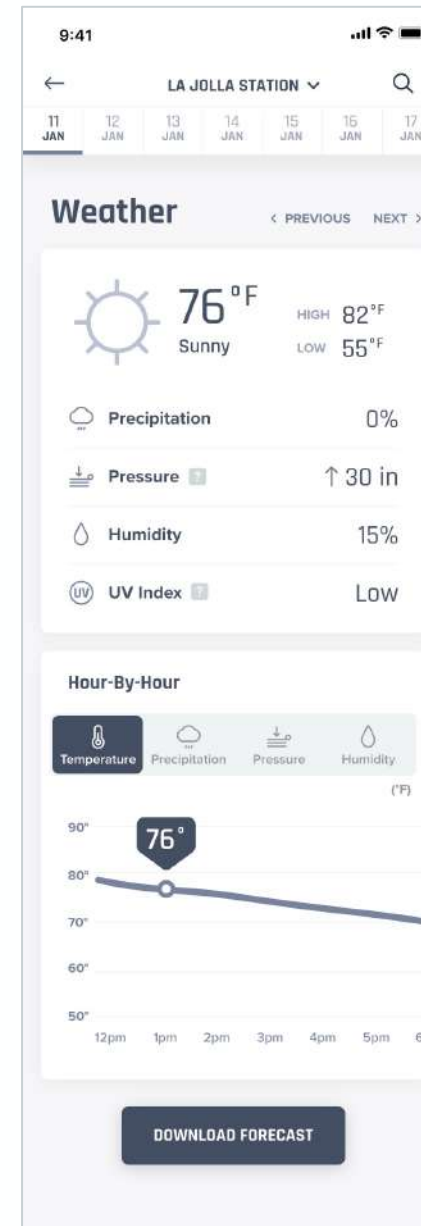 9:41
LA JOLLA STATION
11 12 13 14 15 16 17
JAN JAN JAN JAN JAN JAN JAN
Weather
< PREVIOUS NEXT >
76°F
Sunny
HIGH 82°F
LOW 55°F
Precipitation 0%
Pressure ? ↑ 30 in
Humidity 15%
UV UV Index ? Low
Hour-By-Hour
Temperature Precipitation Pressure Humidity
(°F)
90°
76°
80°
70°
60°
50°
12pm 1pm 2pm 3pm 4pm 5pm 6
DOWNLOAD FORECAST